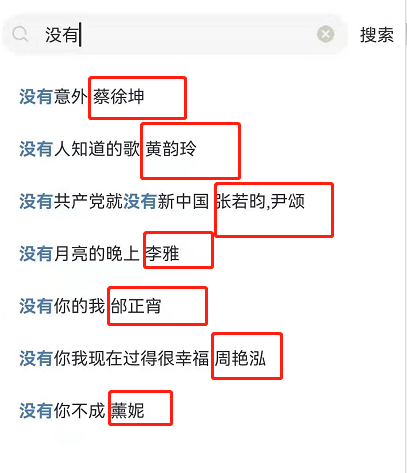 没有 搜索
没有意外 蔡徐坤
没有人知道的歌 黄韵玲
没有共产党就没有新中国 张若昀,尹颂
没有月亮的晚上 李雅
没有你的我 邰正宵
没有你我现在过得很幸福 周艳泓
没有你不成 薰妮